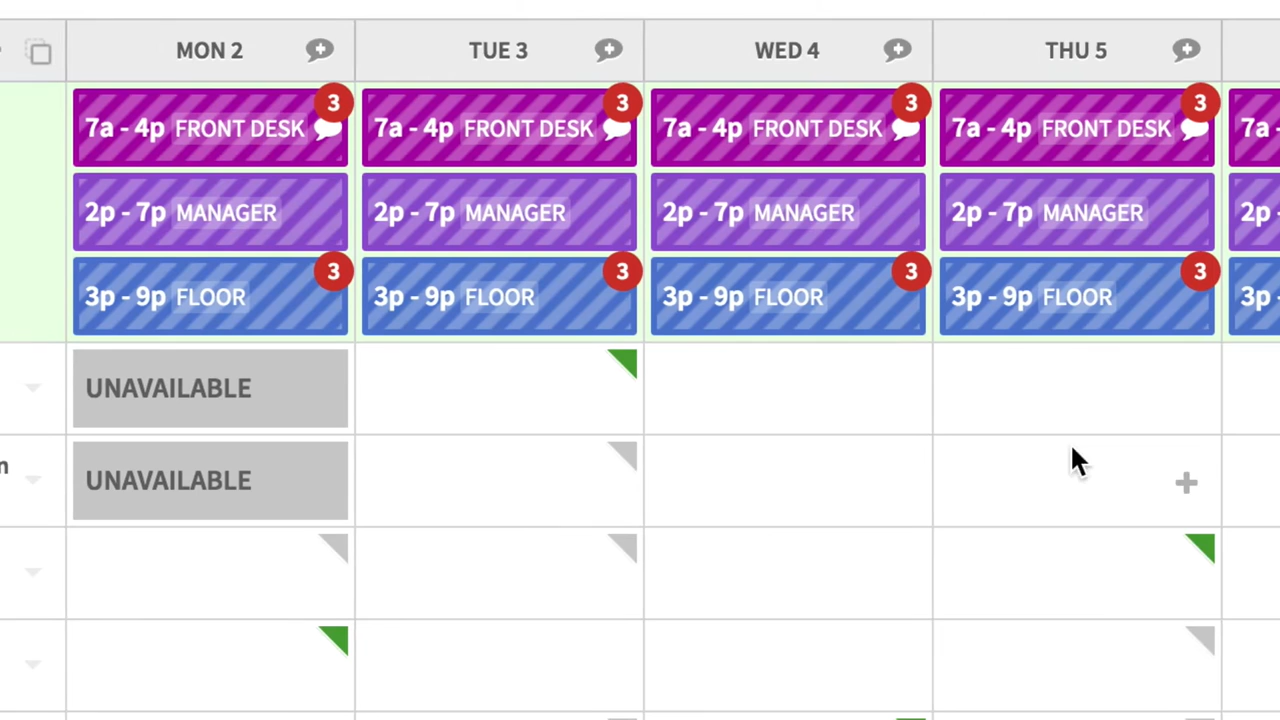 MON 2 TUE 3 WED 4 THU 5
3 3 3 3
7a - 4p FRONT DESK 7a - 4p FRONT DESK 7a - 4p FRONT DESK 7a - 4p FRONT DESK 7a
2p - 7p MANAGER 2p - 7p MANAGER 2p - 7p MANAGER 2p - 7p MANAGER 2p -
3 3 3 3
3p - 9p FLOOR 3p - 9p FLOOR 3p - 9p FLOOR 3p - 9p FLOOR 3p -
UNAVAILABLE
n UNAVAILABLE